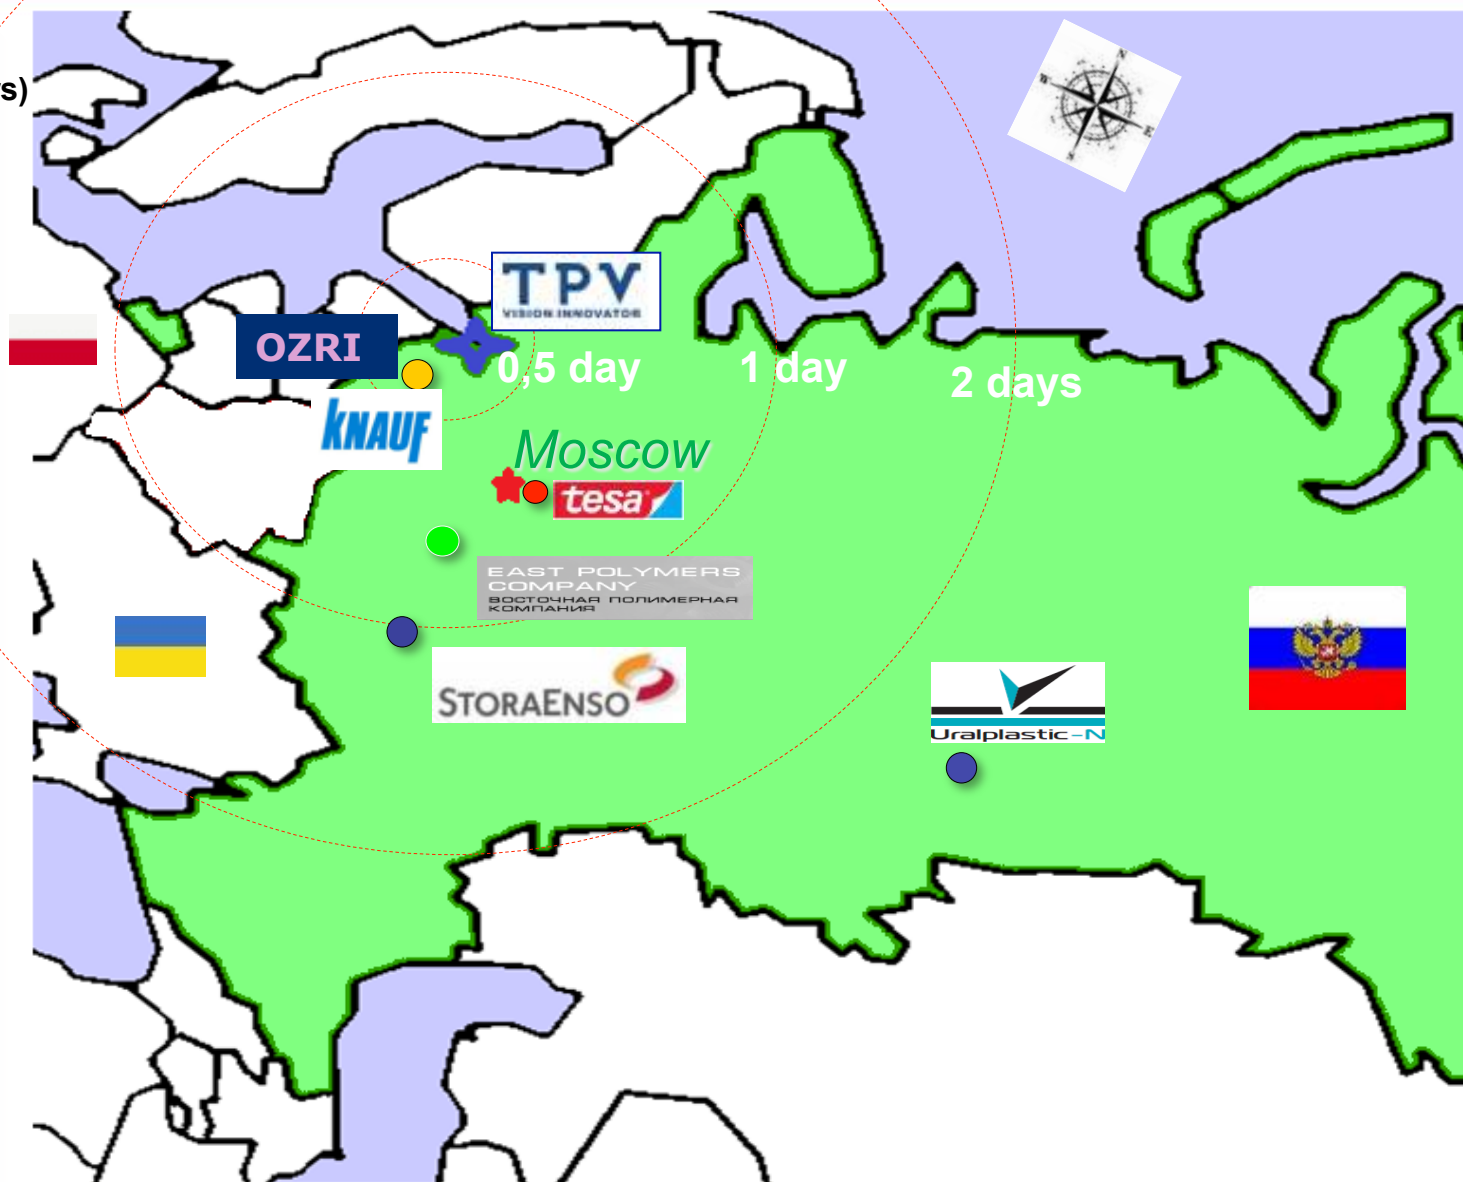 s)
N
W
E
S
TPV
VISION INNOVATOR
OZRI
0,5 day
1 day
2 days
KNAUF
Moscow
tesa
EAST POLYMERS
COMPANY
ВОСТОЧНАЯ ПОЛИМЕРНАЯ
КОМПАНИЯ
STORAENSO
Uralplastic-N